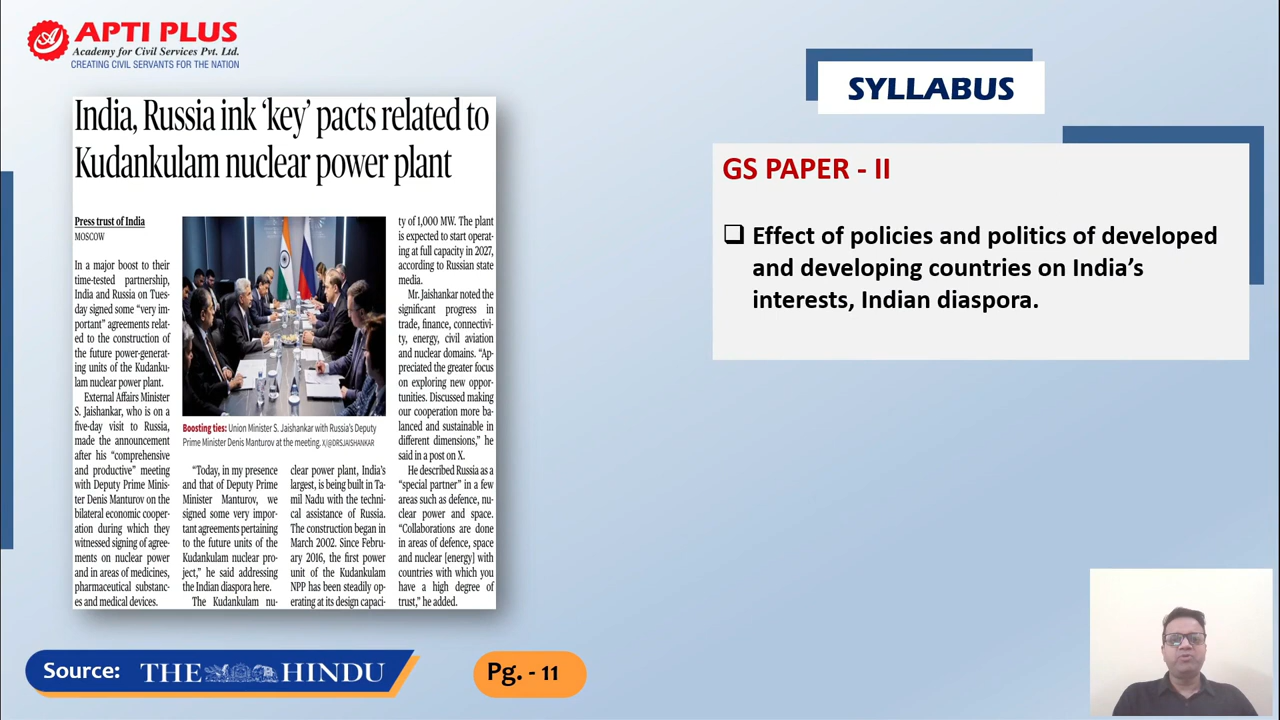 APTI PLUS
Academy for Civil Services Pvt. Ltd.
CREATING CIVIL SERVANTS FOR THE NATION
India, Russia ink ‘key’ pacts related to
Kudankulam nuclear power plant
Press trust of India
MOSCOW
In a major boost to their
time-tested partnership,
India and Russia on Tues-
day signed some “very im-
portant” agreements relat-
ed to the construction of
the future power-generat-
ing units of the Kudanku-
lam nuclear power plant.
External Affairs Minister
S. Jaishankar, who is on a
five-day visit to Russia,
made the announcement
after his “comprehensive
and productive” meeting
with Deputy Prime Minis-
ter Denis Manturov on the
bilateral economic cooper-
ation during which they
witnessed signing of agree-
ments on nuclear power
and in areas of medicines,
pharmaceutical substanc-
es and medical devices.
Boosting ties: Union Minister S. Jaishankar with Russia's Deputy
Prime Minister Denis Manturov at the meeting. X/@DRSJAISHANKAR
“Today, in my presence
and that of Deputy Prime
Minister Manturov, we
signed some very impor-
tant agreements pertaining
to the future units of the
Kudankulam nuclear pro-
ject,” he said addressing
the Indian diaspora here.
The Kudankulam nu-
clear power plant, India's
largest, is being built in Ta-
mil Nadu with the techni-
cal assistance of Russia.
The construction began in
March 2002. Since Febru-
ary 2016, the first power
unit of the Kudankulam
NPP has been steadily op-
erating at its design capaci-
ty of 1,000 MW. The plant
is expected to start operat-
ing at full capacity in 2027,
according to Russian state
media.
Mr. Jaishankar noted the
significant progress in
trade, finance, connectivi-
ty, energy, civil aviation
and nuclear domains. “Ap-
preciated the greater focus
on exploring new oppor-
tunities. Discussed making
our cooperation more ba-
lanced and sustainable in
different dimensions,” he
said in a post on X.
He described Russia as a
“special partner” in a few
areas such as defence, nu-
clear power and space.
“Collaborations are done
in areas of defence, space
and nuclear [energy] with
countries with which you
have a high degree of
trust,” he added.
SYLLABUS
GS PAPER - II
Effect of policies and politics of developed
and developing countries on India's
interests, Indian diaspora.
Source: THE HINDU
Pg. - 11